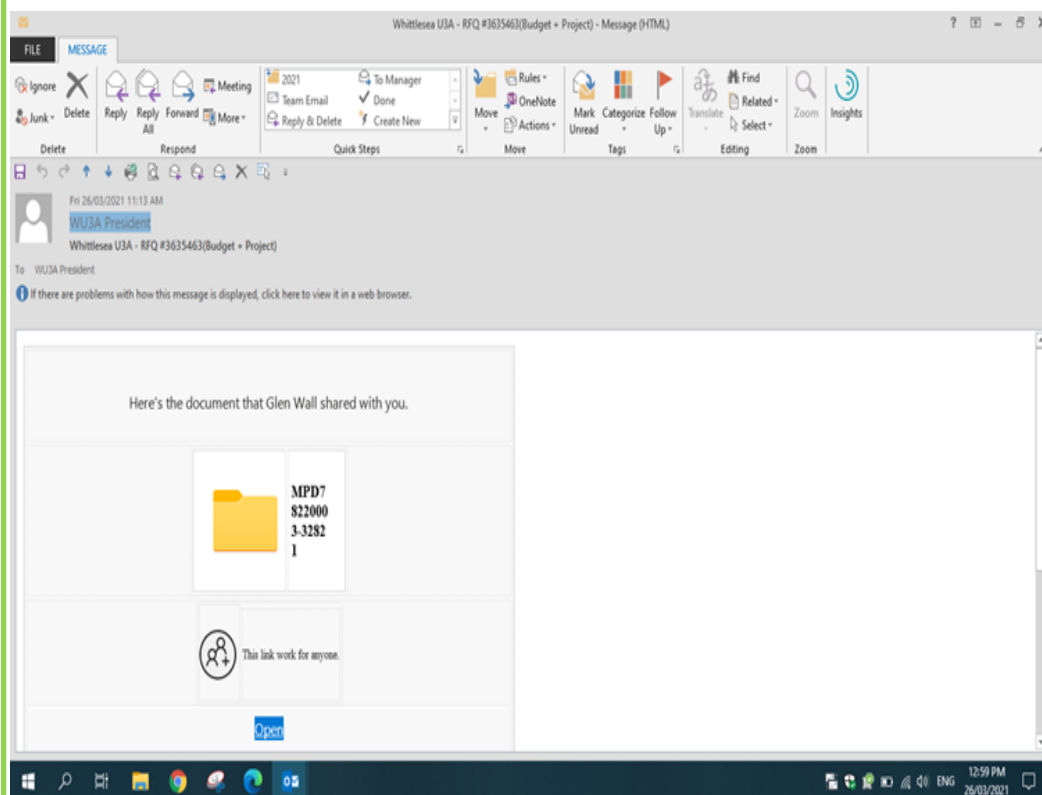 Whittlesea U3A - RFQ #3635463(Budget + Project) - Message (HTML)
FILE MESSAGE
Ignore
Junk
Delete
Reply
Reply All
Forward
Meeting
More
2021
Team Email
Reply & Delete
To Manager
Done
Create New
Move
Rules
OneNote
Actions
Mark Unread
Categorize
Follow Up
Translate
Find
Related
Select
Zoom
Insights
Delete Respond Quick Steps Move Tags Editing Zoom
Fri 26/03/2021 11:13 AM
WU3A President
Whittlesea U3A - RFQ #3635463(Budget + Project)
To WU3A President
If there are problems with how this message is displayed, click here to view it in a web browser.
Here's the document that Glen Wall shared with you.
MPD7
822000
3-3282
1
This link work for anyone.
Open
ENG
12:59 PM
26/03/2021